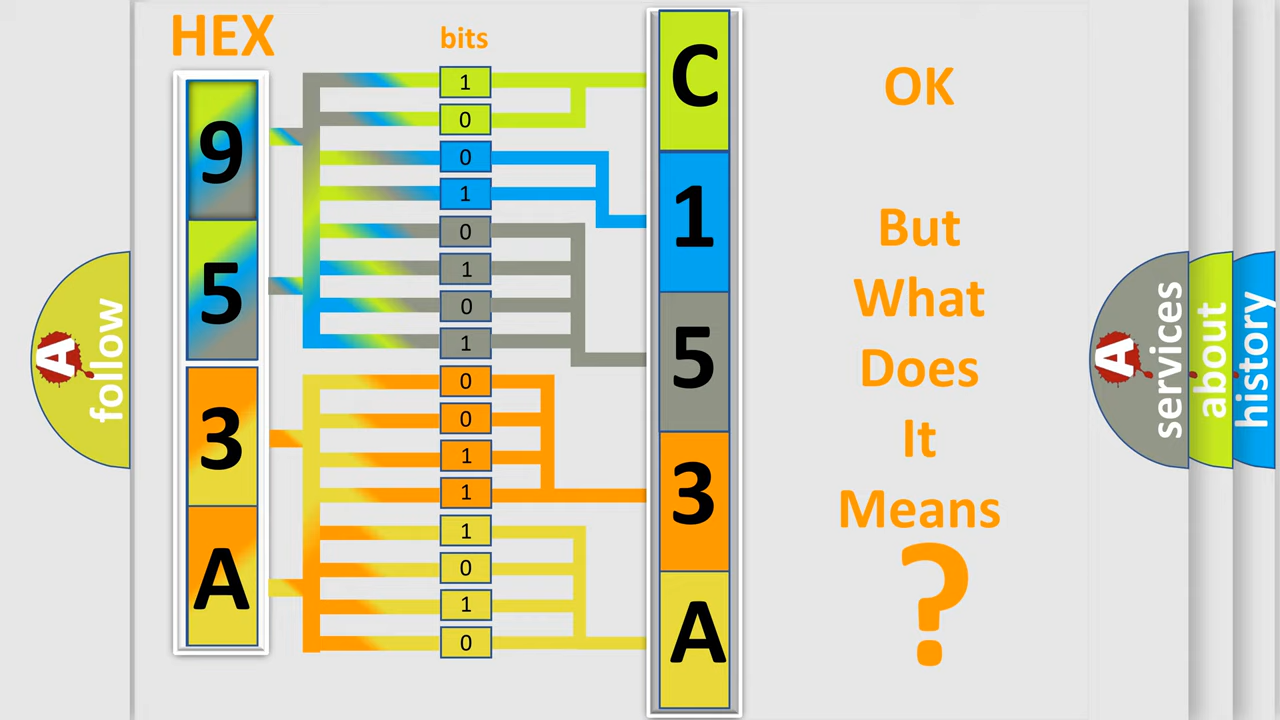 HEX
bits
9
5
3
A
1
0
0
1
0
1
0
1
0
0
1
1
1
0
1
0
C
1
5
3
A
OK
But
What
Does
It
Means
?
A
follow
A
services
about
history